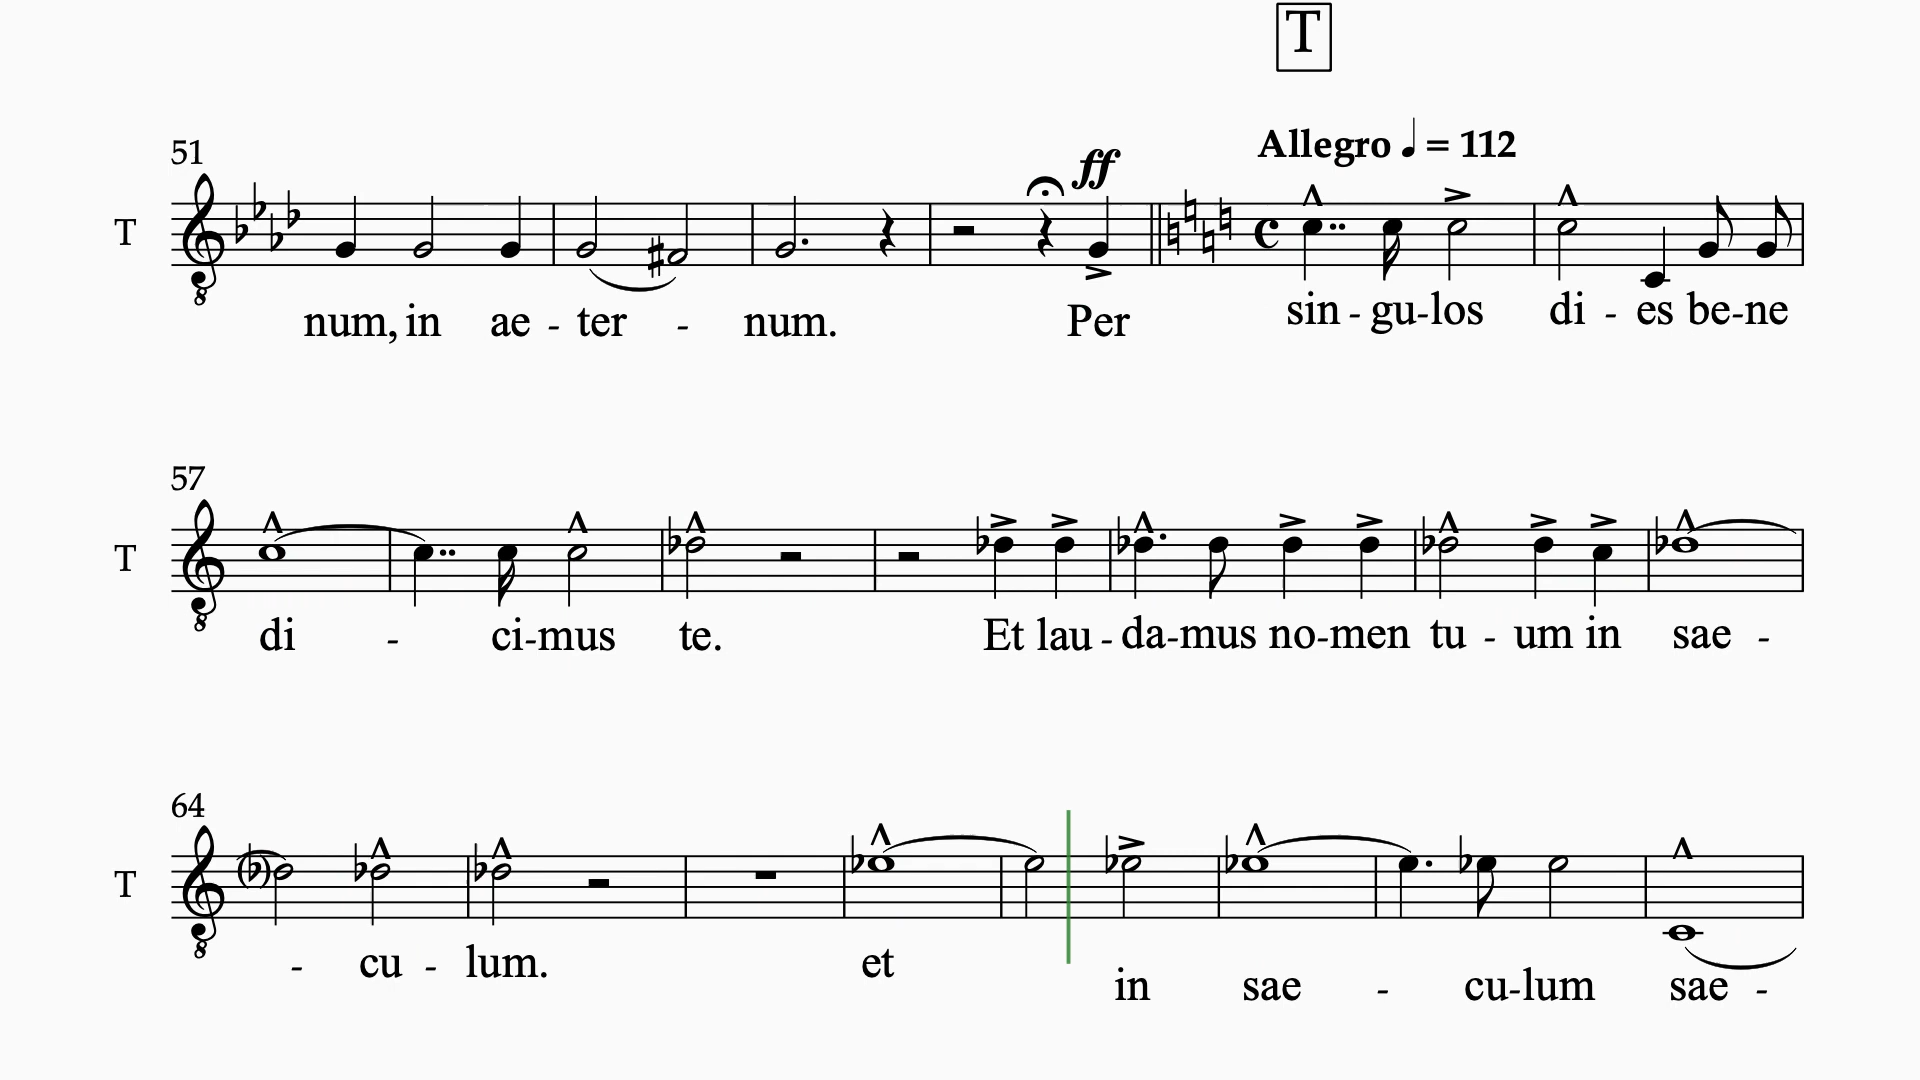 T
Allegro ♩ = 112
51
ff
T
num, in ae - ter - num. Per sin - gu - los di - es be - ne
57
T
di - ci - mus te. Et lau - da - mus no - men tu - um in sae -
64
T
- cu - lum. et in sae - cu - lum sae -